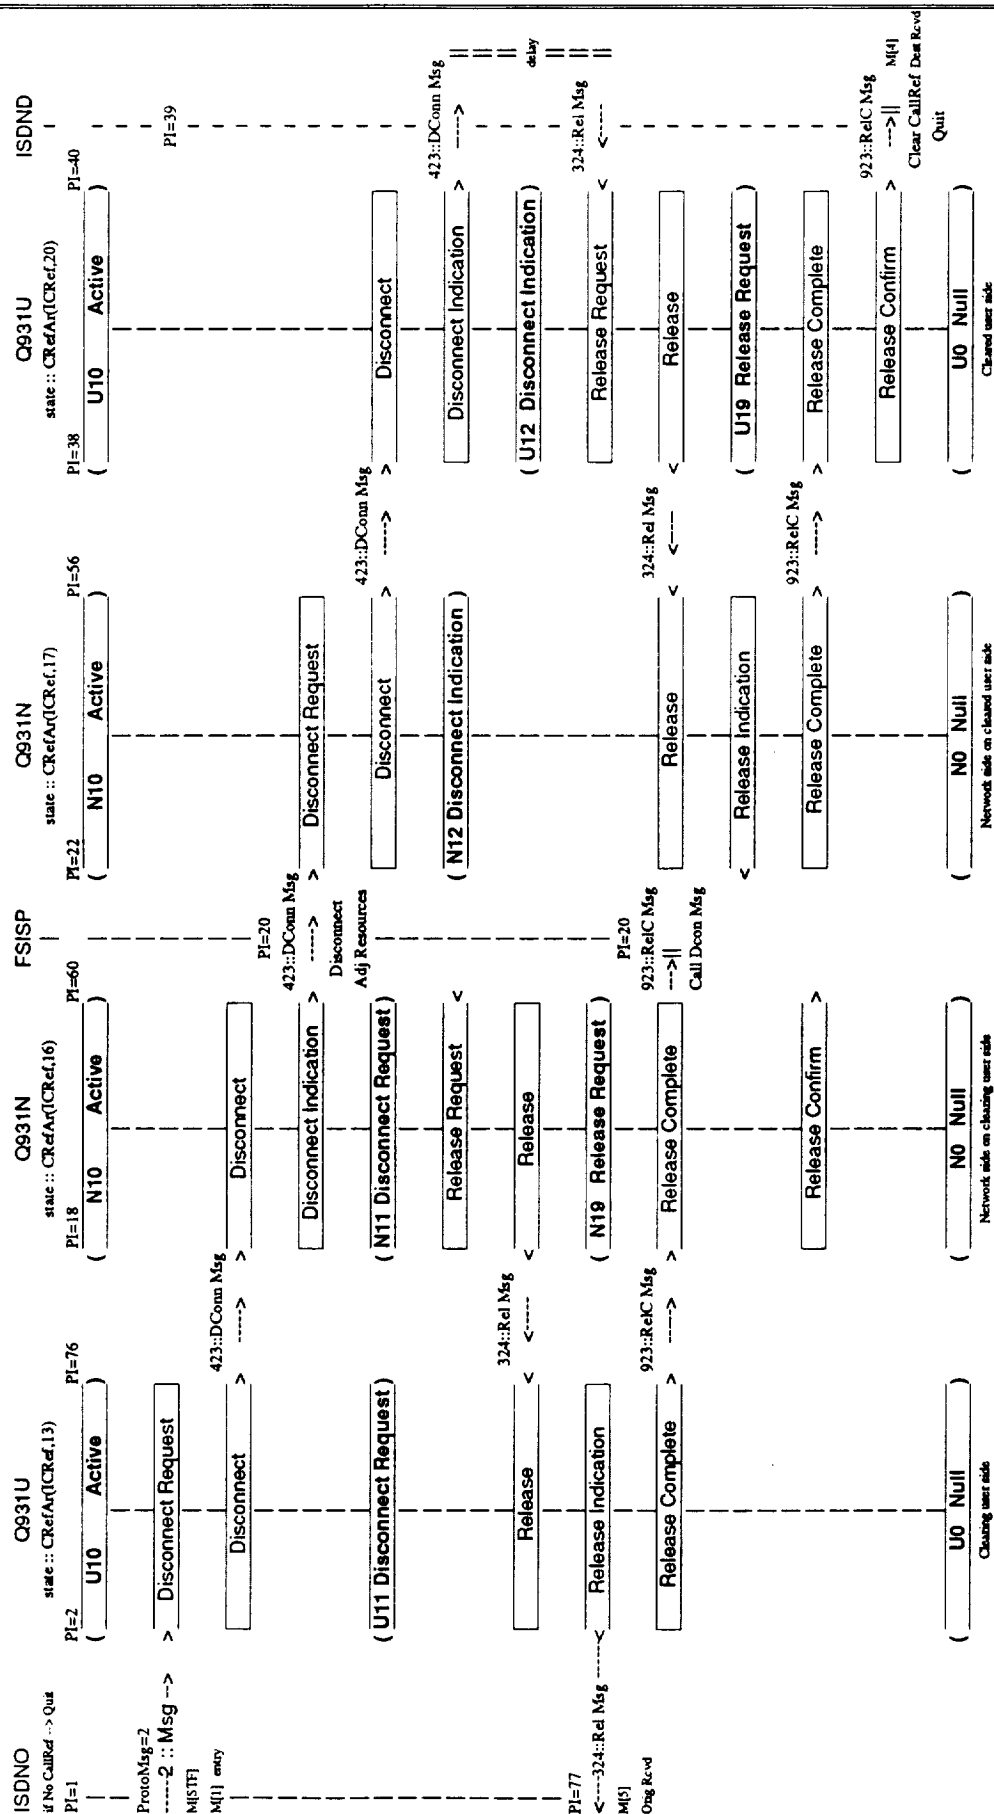 ISDNO
if No CallRef --> Quit
PI=1
ProtoMsg=2
-----2 :: Msg -->
M[STF]
M[1] entry
PI=77
<----324::Rel Msg ------<
M[5]
Orig Rcvd
Q931U
state :: CRefAr(ICRef,13)
PI=2
PI=76
( U10 Active )
> Disconnect Request
Disconnect >
423::DConn Msg
----->
( U11 Disconnect Request )
Release <
324::Rel Msg
<-----
Release Indication
Release Complete >
923::RelC Msg
----->
( U0 Null )
Clearing user side
Q931N
state :: CRefAr(ICRef,16)
PI=18
PI=60
( N10 Active )
> Disconnect
Disconnect Indication >
423::DConn Msg
----->
( N11 Disconnect Request )
Release Request <
< Release
( N19 Release Request )
> Release Complete
Release Confirm >
( N0 Null )
Network side on clearing user side
FSISP
PI=20
Disconnect
Adj Resources
PI=20
923::RelC Msg
--->||
Call Dcon Msg
Q931N
state :: CRefAr(ICRef,17)
PI=22
PI=56
( N10 Active )
> Disconnect Request
Disconnect >
423::DConn Msg
----->
( N12 Disconnect Indication )
Release <
324::Rel Msg
<----
< Release Indication
Release Complete >
923::RelC Msg
----->
( N0 Null )
Network side on cleared user side
Q931U
state :: CRefAr(ICRef,20)
PI=38
PI=40
( U10 Active )
> Disconnect
Disconnect Indication >
423::DConn Msg
----->
( U12 Disconnect Indication )
Release Request <
324::Rel Msg
<-----
< Release
( U19 Release Request )
> Release Complete
Release Confirm >
923::RelC Msg
--->||
( U0 Null )
Cleared user side
ISDND
PI=39
delay
M[4]
Clear CallRef Dest Rcvd
Quit